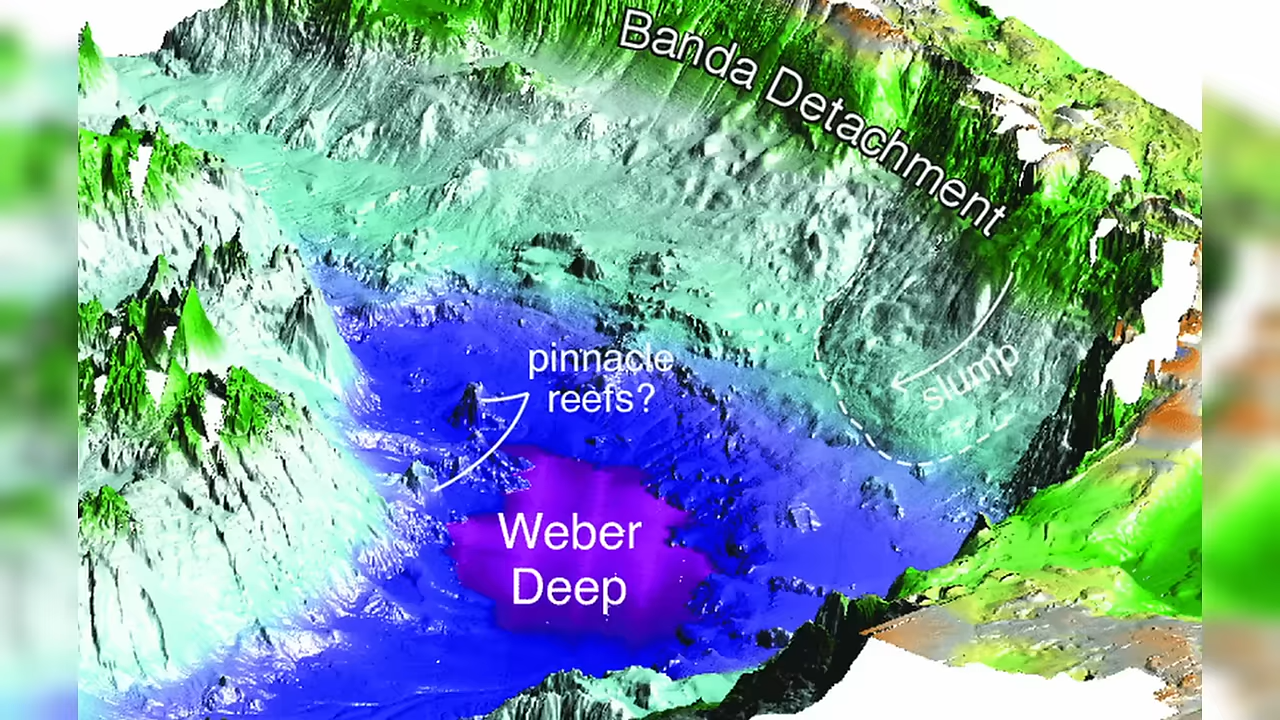 Banda Detachment
pinnacle
reefs?
slump
Weber
Deep